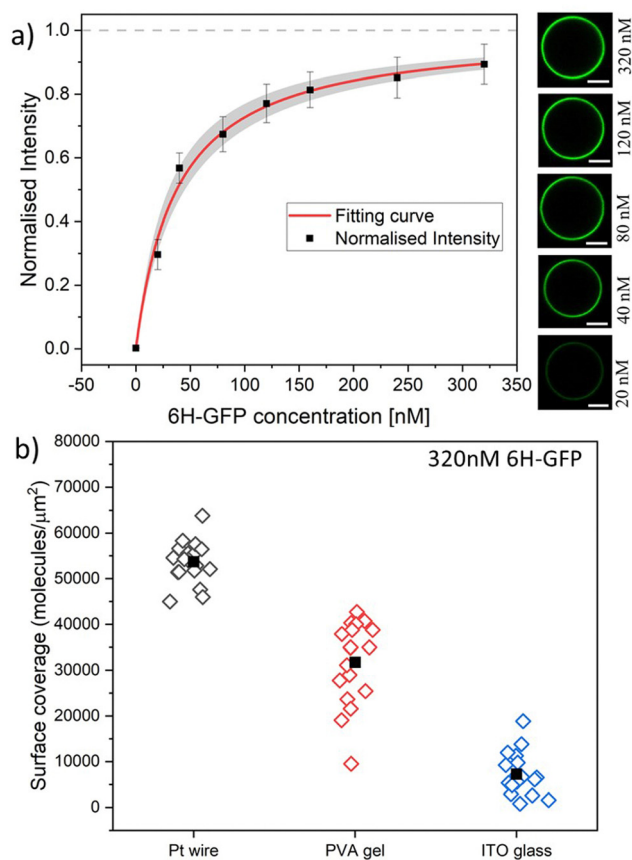 a)
1.0
0.8
0.6
0.4
0.2
0.0
Normalised Intensity
Fitting curve
Normalised Intensity
-50 0 50 100 150 200 250 300 350
6H-GFP concentration [nM]
320 nM
120 nM
80 nM
40 nM
20 nM
b)
320nM 6H-GFP
80000
70000
60000
50000
40000
30000
20000
10000
0
Surface coverage (molecules/µm²)
Pt wire PVA gel ITO glass